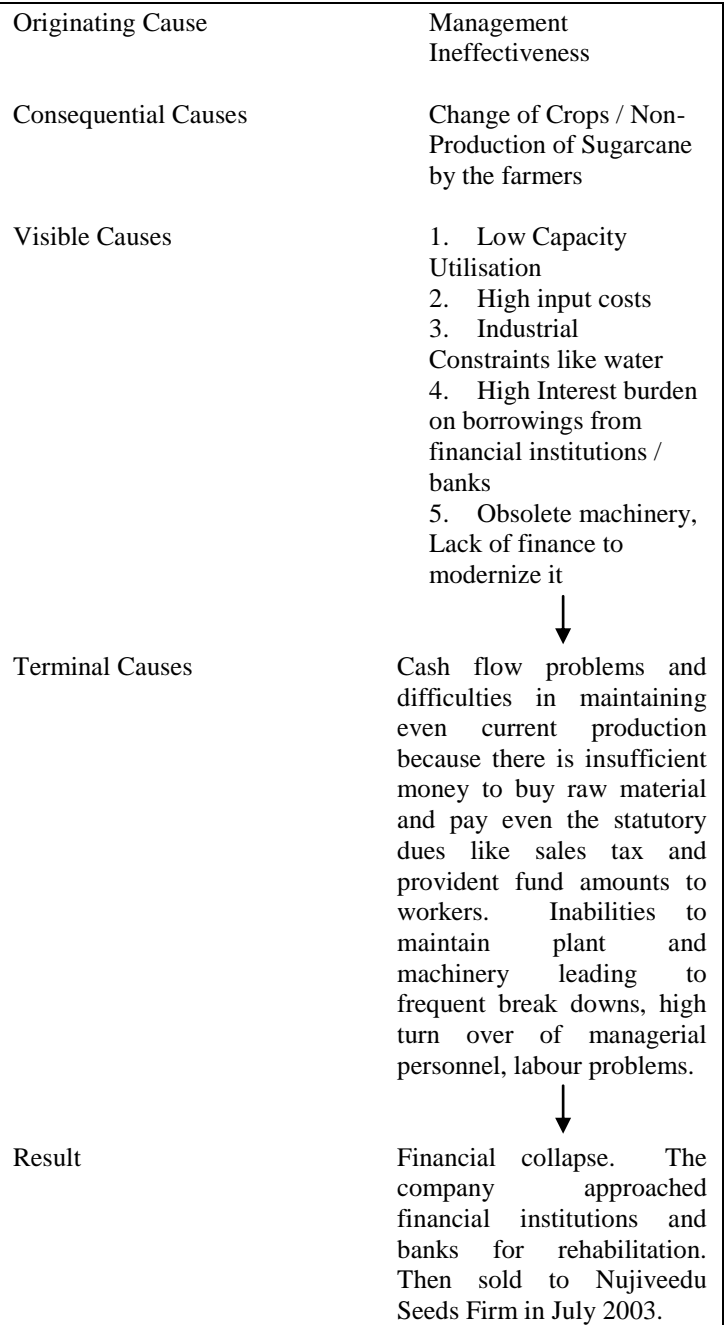 Originating Cause Management
Ineffectiveness
Consequential Causes Change of Crops / Non-
Production of Sugarcane
by the farmers
Visible Causes 1. Low Capacity
Utilisation
2. High input costs
3. Industrial
Constraints like water
4. High Interest burden
on borrowings from
financial institutions /
banks
5. Obsolete machinery,
Lack of finance to
modernize it
Terminal Causes Cash flow problems and
difficulties in maintaining
even current production
because there is insufficient
money to buy raw material
and pay even the statutory
dues like sales tax and
provident fund amounts to
workers. Inabilities to
maintain plant and
machinery leading to
frequent break downs, high
turn over of managerial
personnel, labour problems.
Result Financial collapse. The
company approached
financial institutions and
banks for rehabilitation.
Then sold to Nujiveedu
Seeds Firm in July 2003.